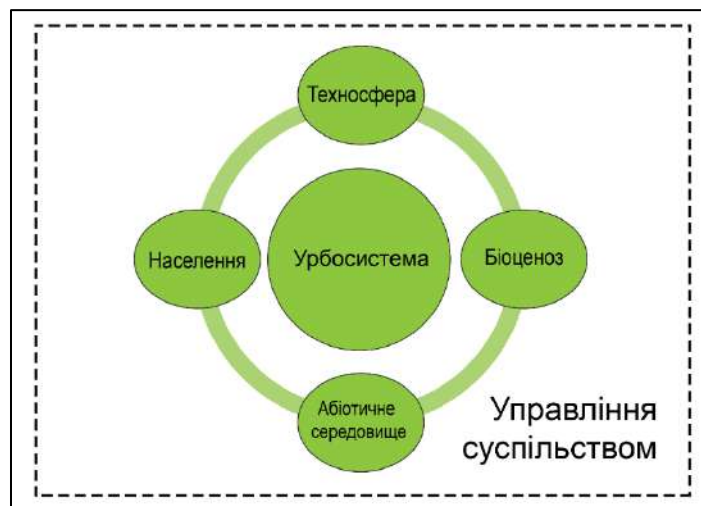 Техносфера
Населення
Урбосистема
Біоценоз
Абіотичне
середовище
Управління
суспільством